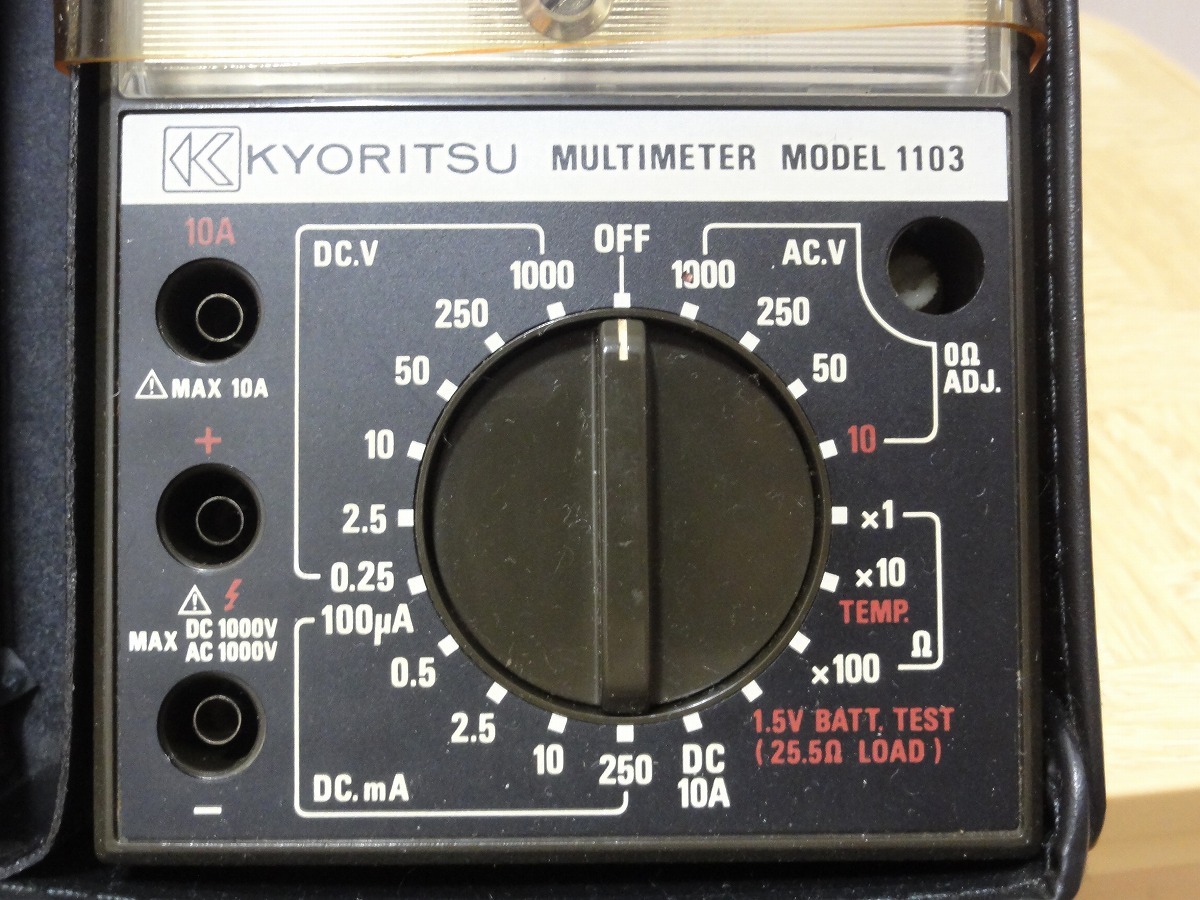 KYORITSU MULTIMETER MODEL 1103
10A
MAX 10A
+
MAX DC 1000V
AC 1000V
−
DC.V
1000
250
50
10
2.5
0.25
100μA
0.5
2.5
10
250
DC.mA
OFF
AC.V
1000
250
50
10
0Ω
ADJ.
×1
×10
TEMP.
Ω
×100
1.5V BATT. TEST
(25.5Ω LOAD)
DC
10A